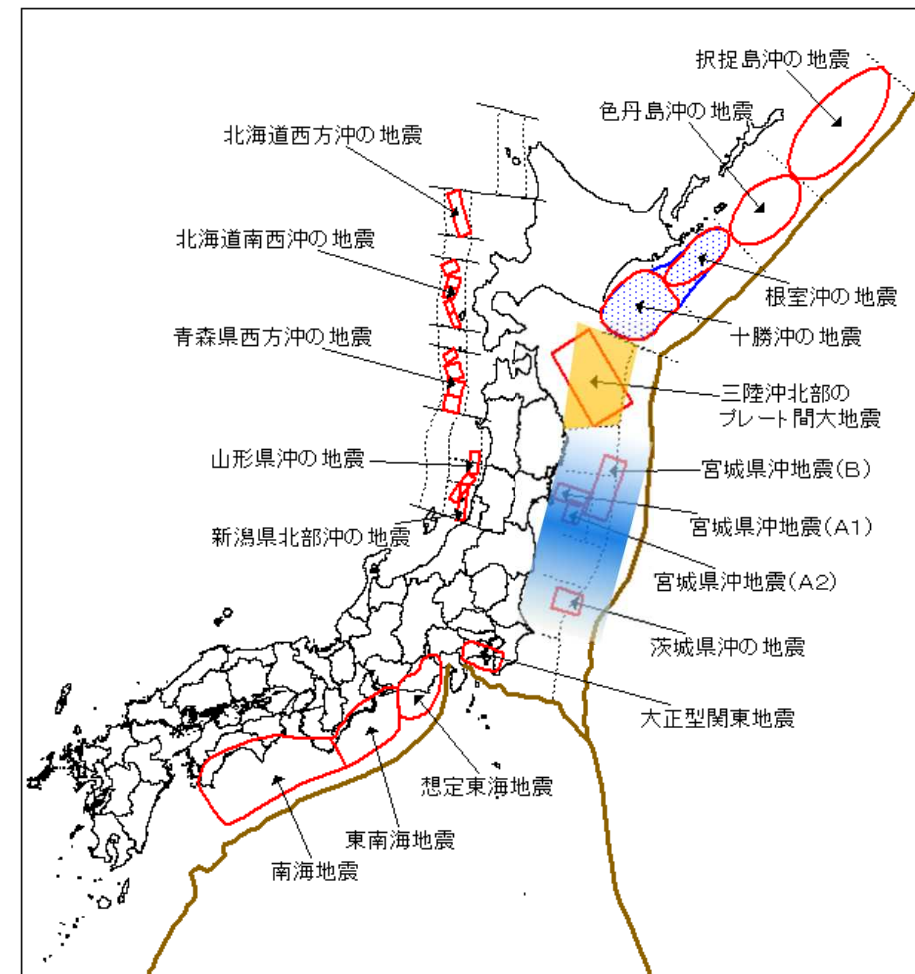 択捉島沖の地震
色丹島沖の地震
北海道西方沖の地震
北海道南西沖の地震
根室沖の地震
十勝沖の地震
青森県西方沖の地震
三陸沖北部の
プレート間大地震
山形県沖の地震
宮城県沖地震(B)
宮城県沖地震(A1)
新潟県北部沖の地震
宮城県沖地震(A2)
茨城県沖の地震
大正型関東地震
想定東海地震
東南海地震
南海地震